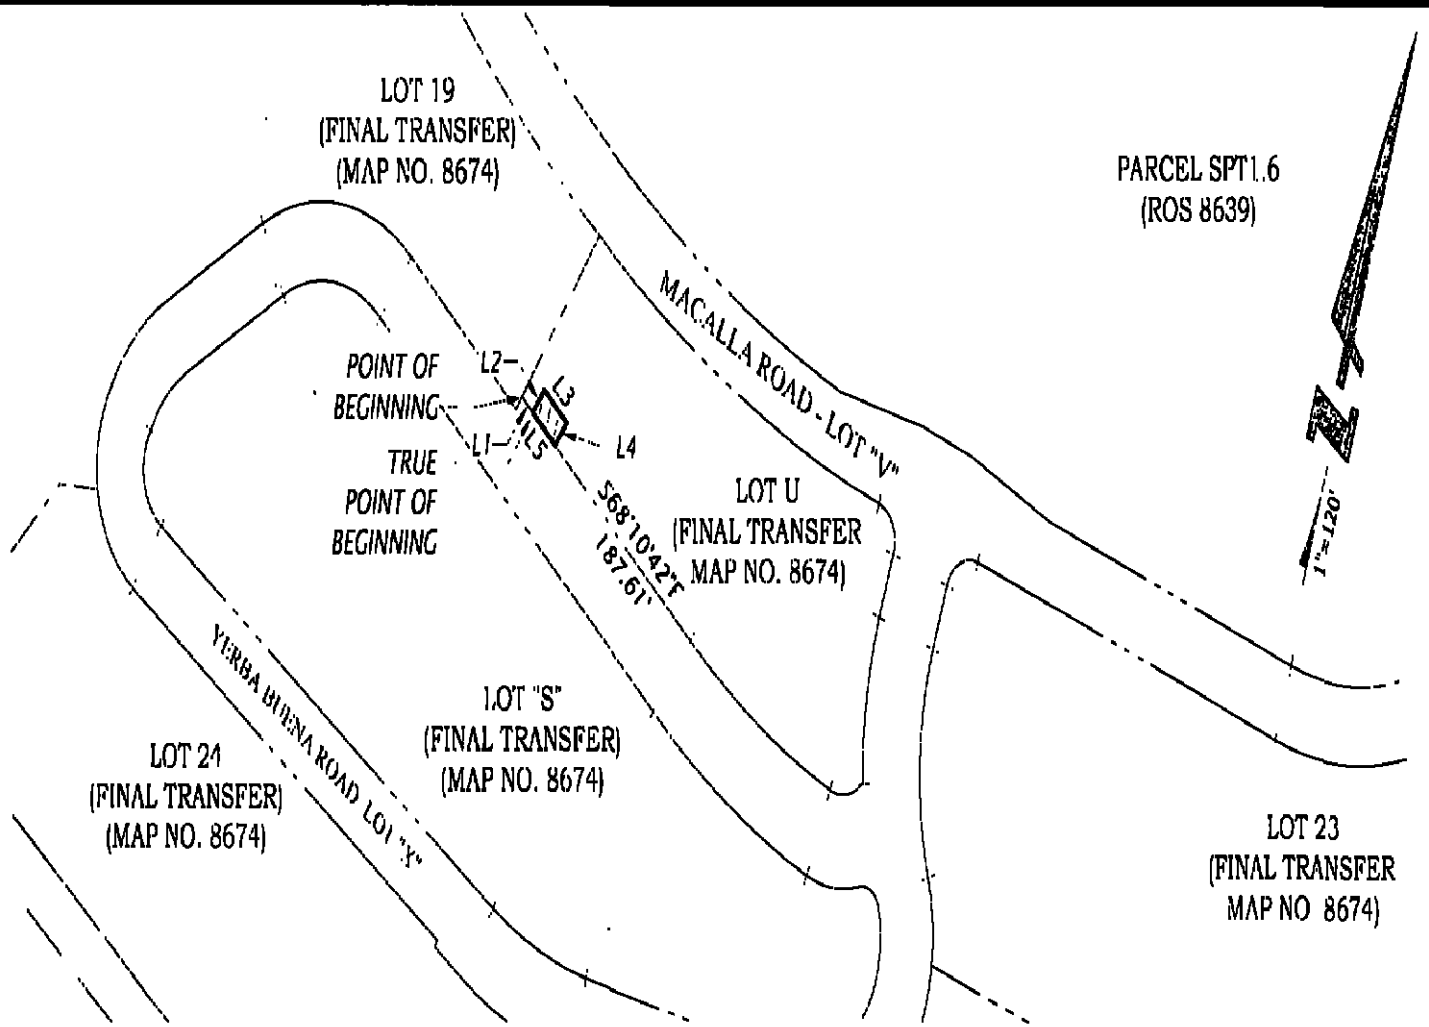 LOT 19
(FINAL TRANSFER)
(MAP NO. 8674)
PARCEL SPT1.6
(ROS 8639)
MACALLA ROAD - LOT "V"
POINT OF
BEGINNING
L2
L3
L1
L5
L4
TRUE
POINT OF
BEGINNING
S68°10'42"E
187.61'
LOT U
(FINAL TRANSFER
MAP NO. 8674)
N
1"=120'
YERBA BUENA ROAD LOT "X"
LOT "S"
(FINAL TRANSFER)
(MAP NO. 8674)
LOT 24
(FINAL TRANSFER)
(MAP NO. 8674)
LOT 23
(FINAL TRANSFER
MAP NO 8674)